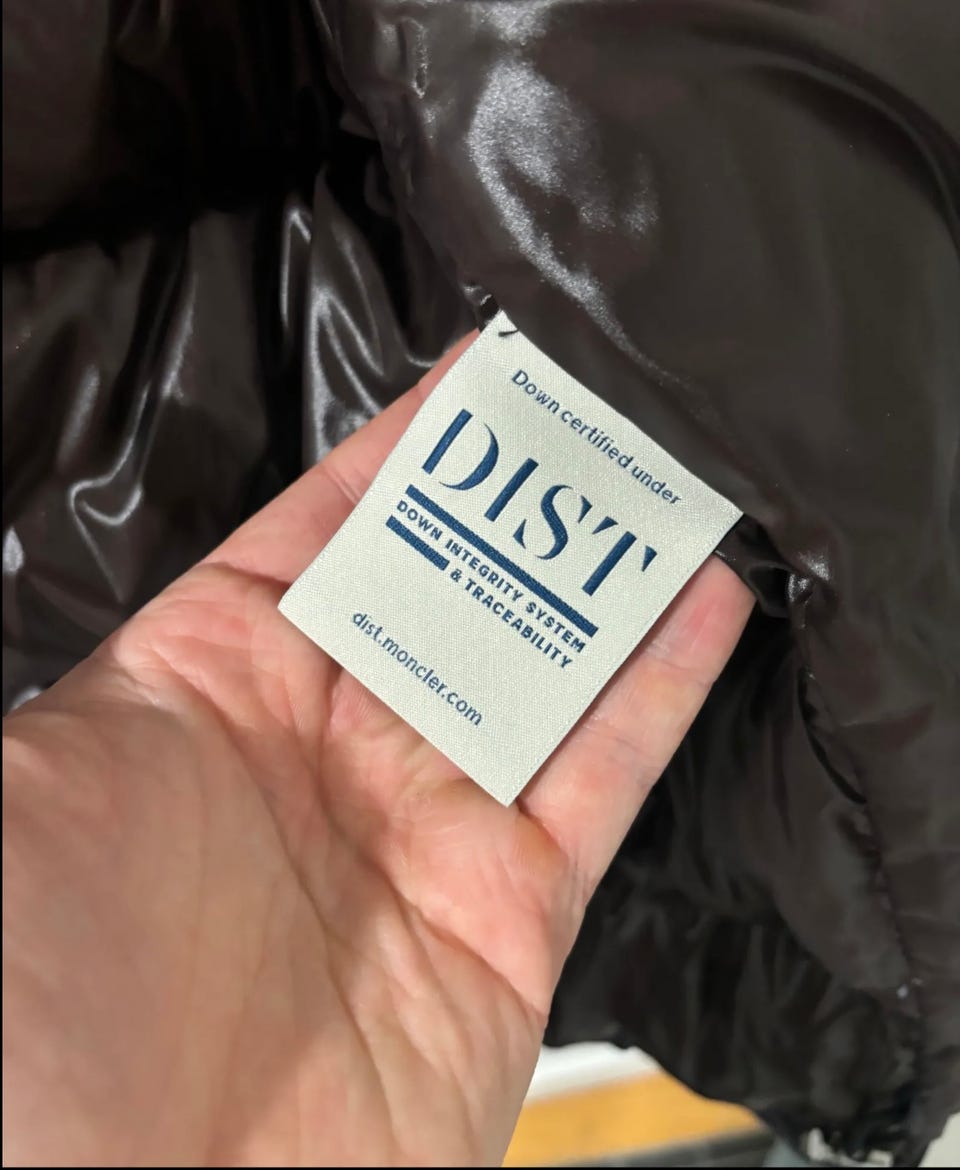 Down certified under
DIST
DOWN INTEGRITY SYSTEM
& TRACEABILITY
dist.moncler.com